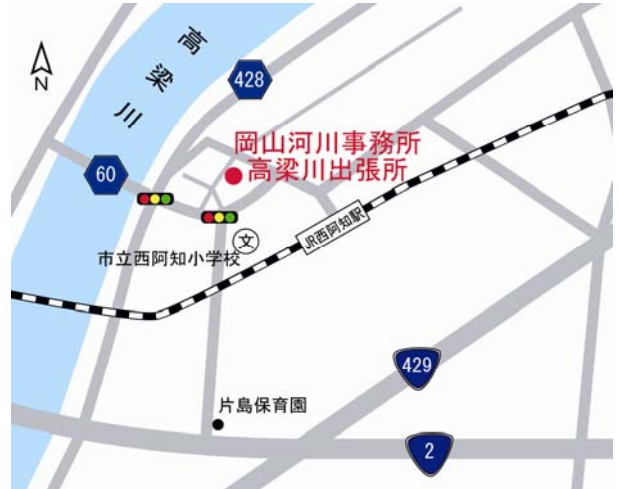 高梁川
N
428
岡山河川事務所
高梁川出張所
60
JR西阿知駅
文
市立西阿知小学校
429
片島保育園
2